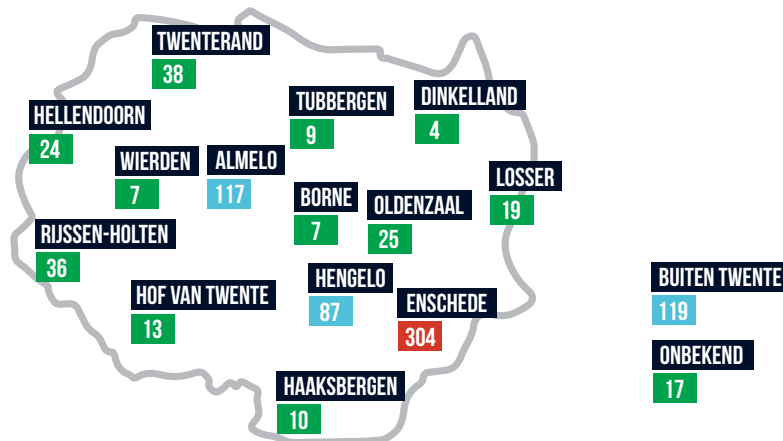 TWENTERAND
38
TUBBERGEN
9
DINKELLAND
4
HELLENDOORN
24
WIERDEN
7
ALMELO
117
LOSSER
19
BORNE
7
OLDENZAAL
25
RIJSSEN-HOLTEN
36
HOF VAN TWENTE
13
HENGELO
87
ENSCHEDE
304
HAAKSBERGEN
10
BUITEN TWENTE
119
ONBEKEND
17